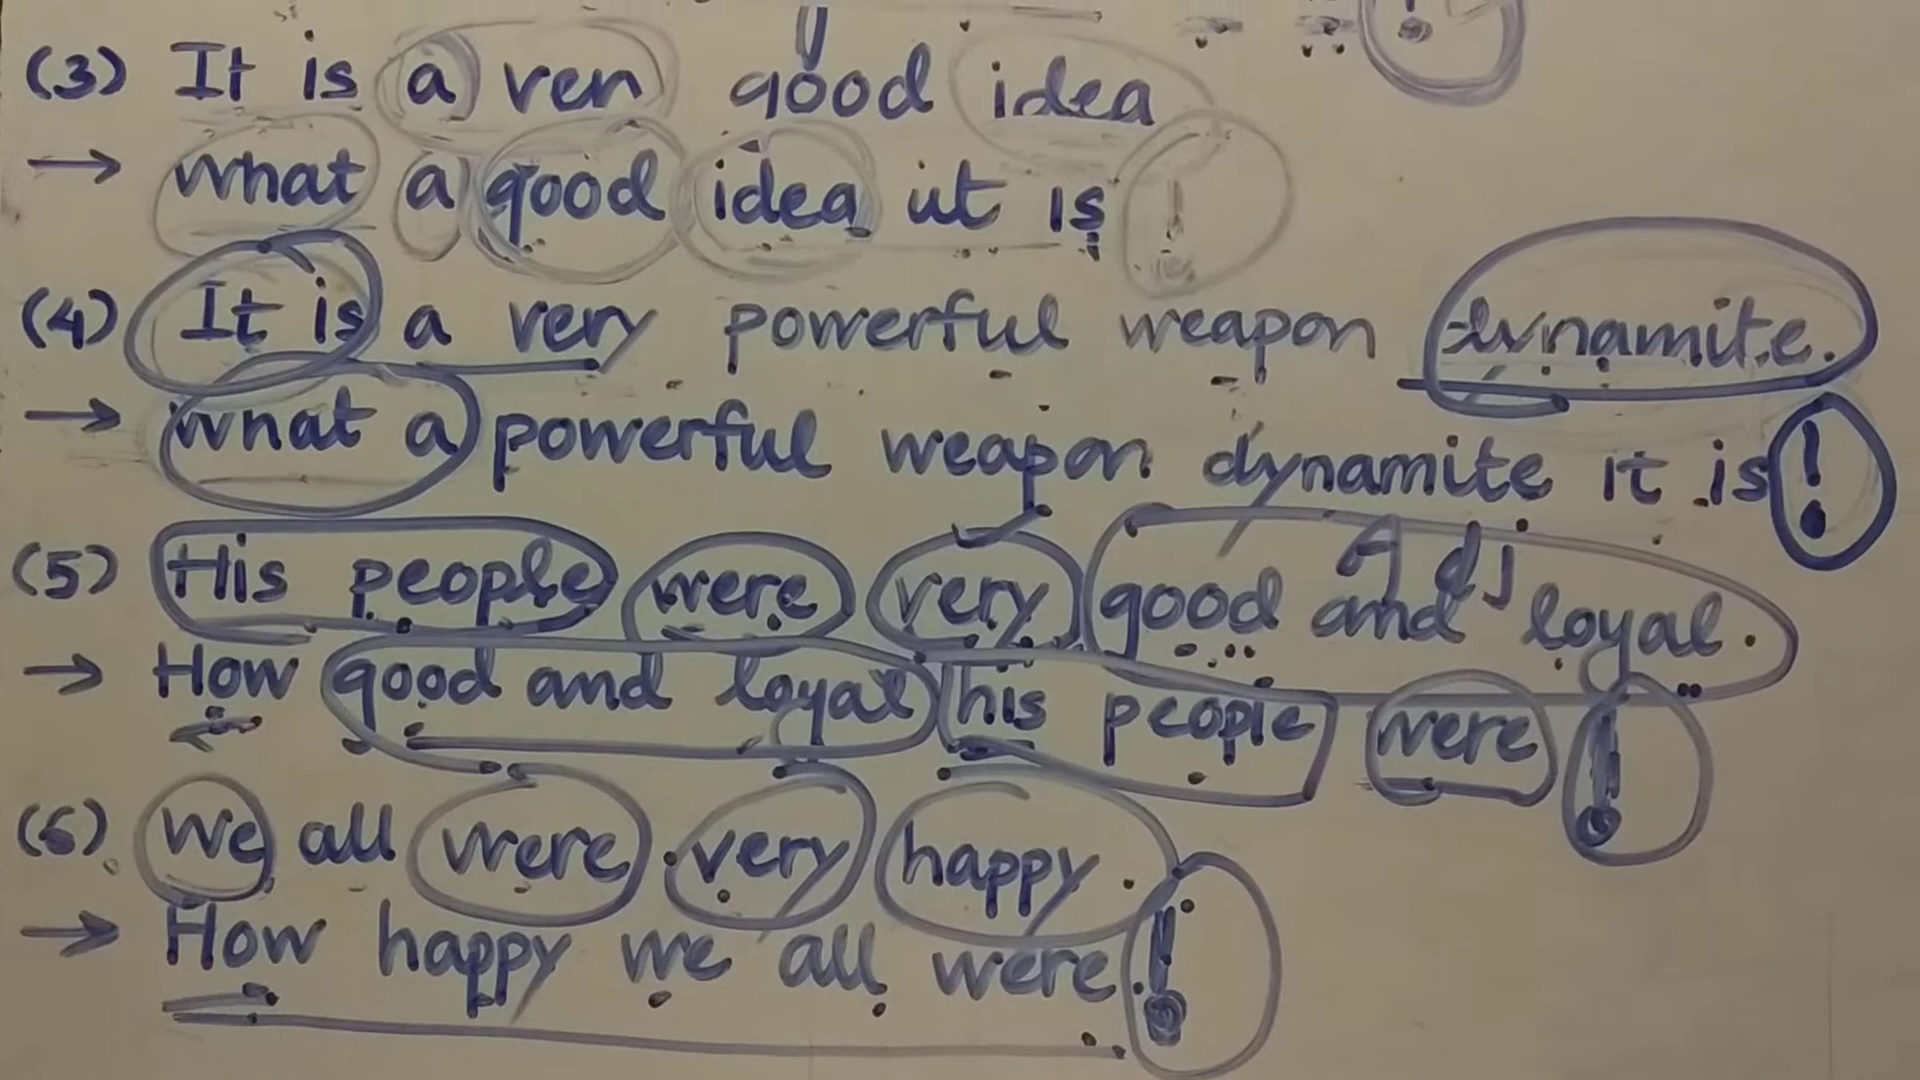 (3) It is a very good idea
→ what a good idea it is !
(4) It is a very powerful weapon dynamite.
→ what a powerful weapon dynamite it is !
Adj
(5) His people were very good and loyal.
→ How good and loyal his people were !
(6) We all were very happy.
→ How happy we all were !